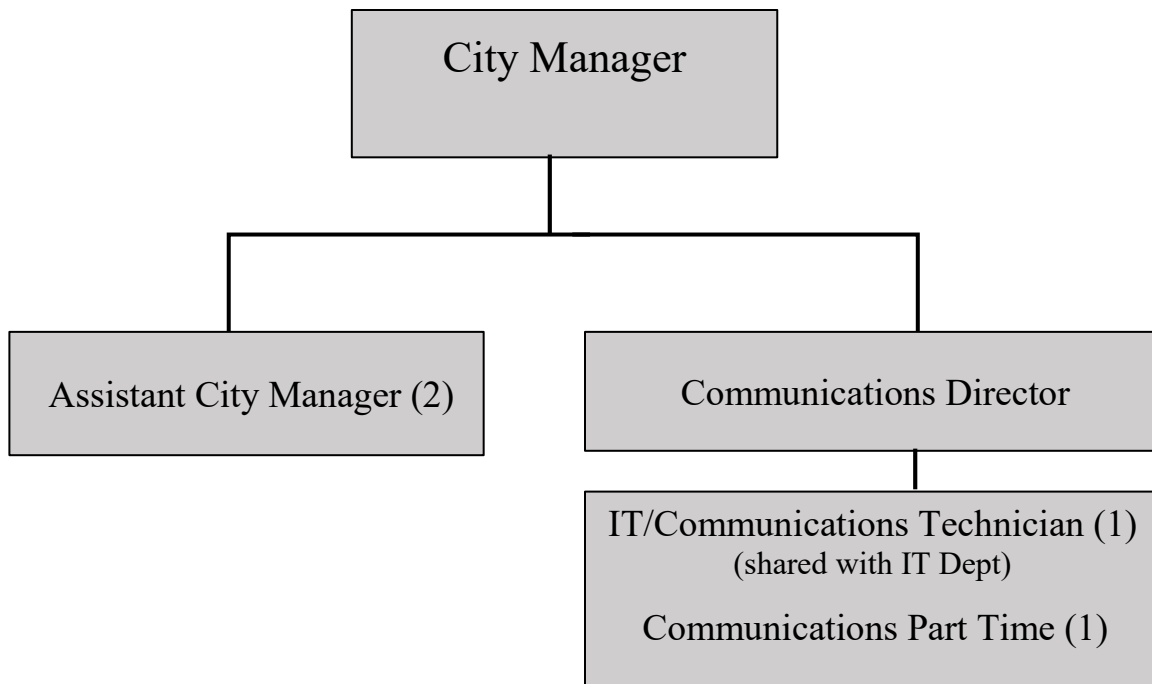 City Manager
Assistant City Manager (2)
Communications Director
IT/Communications Technician (1)
(shared with IT Dept)
Communications Part Time (1)